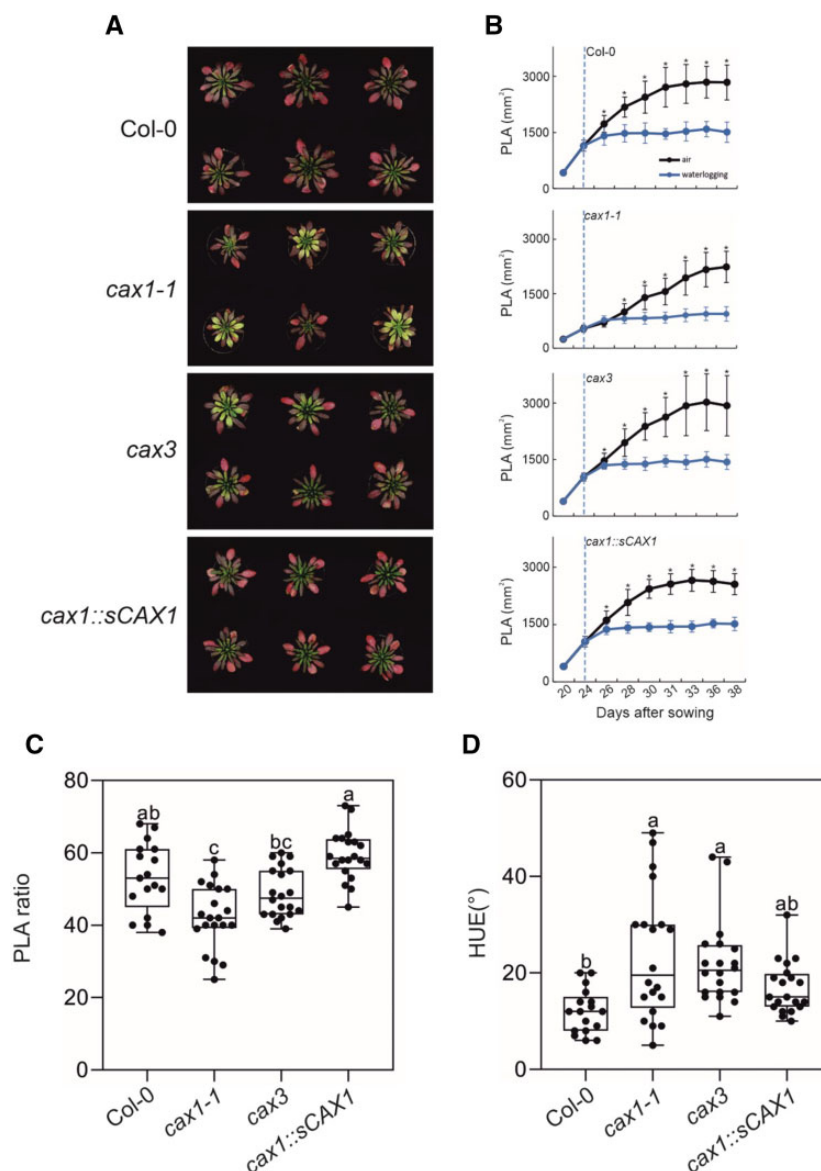 A
B
Col-0
cax1-1
cax3
cax1::sCAX1
Col-0
3000
1500
0
PLA (mm²)
air
waterlogging
* * * * * * *
cax1-1
3000
1500
0
PLA (mm²)
* * * * * *
cax3
3000
1500
0
PLA (mm²)
* * * * * * *
cax1::sCAX1
3000
1500
0
PLA (mm²)
* * * * * * *
20 24 26 28 30 31 33 36 38
Days after sowing
C
80
60
40
20
0
PLA ratio
ab
c
bc
a
Col-0
cax1-1
cax3
cax1::sCAX1
D
60
40
20
0
HUE(°)
b
a
a
ab
Col-0
cax1-1
cax3
cax1::sCAX1